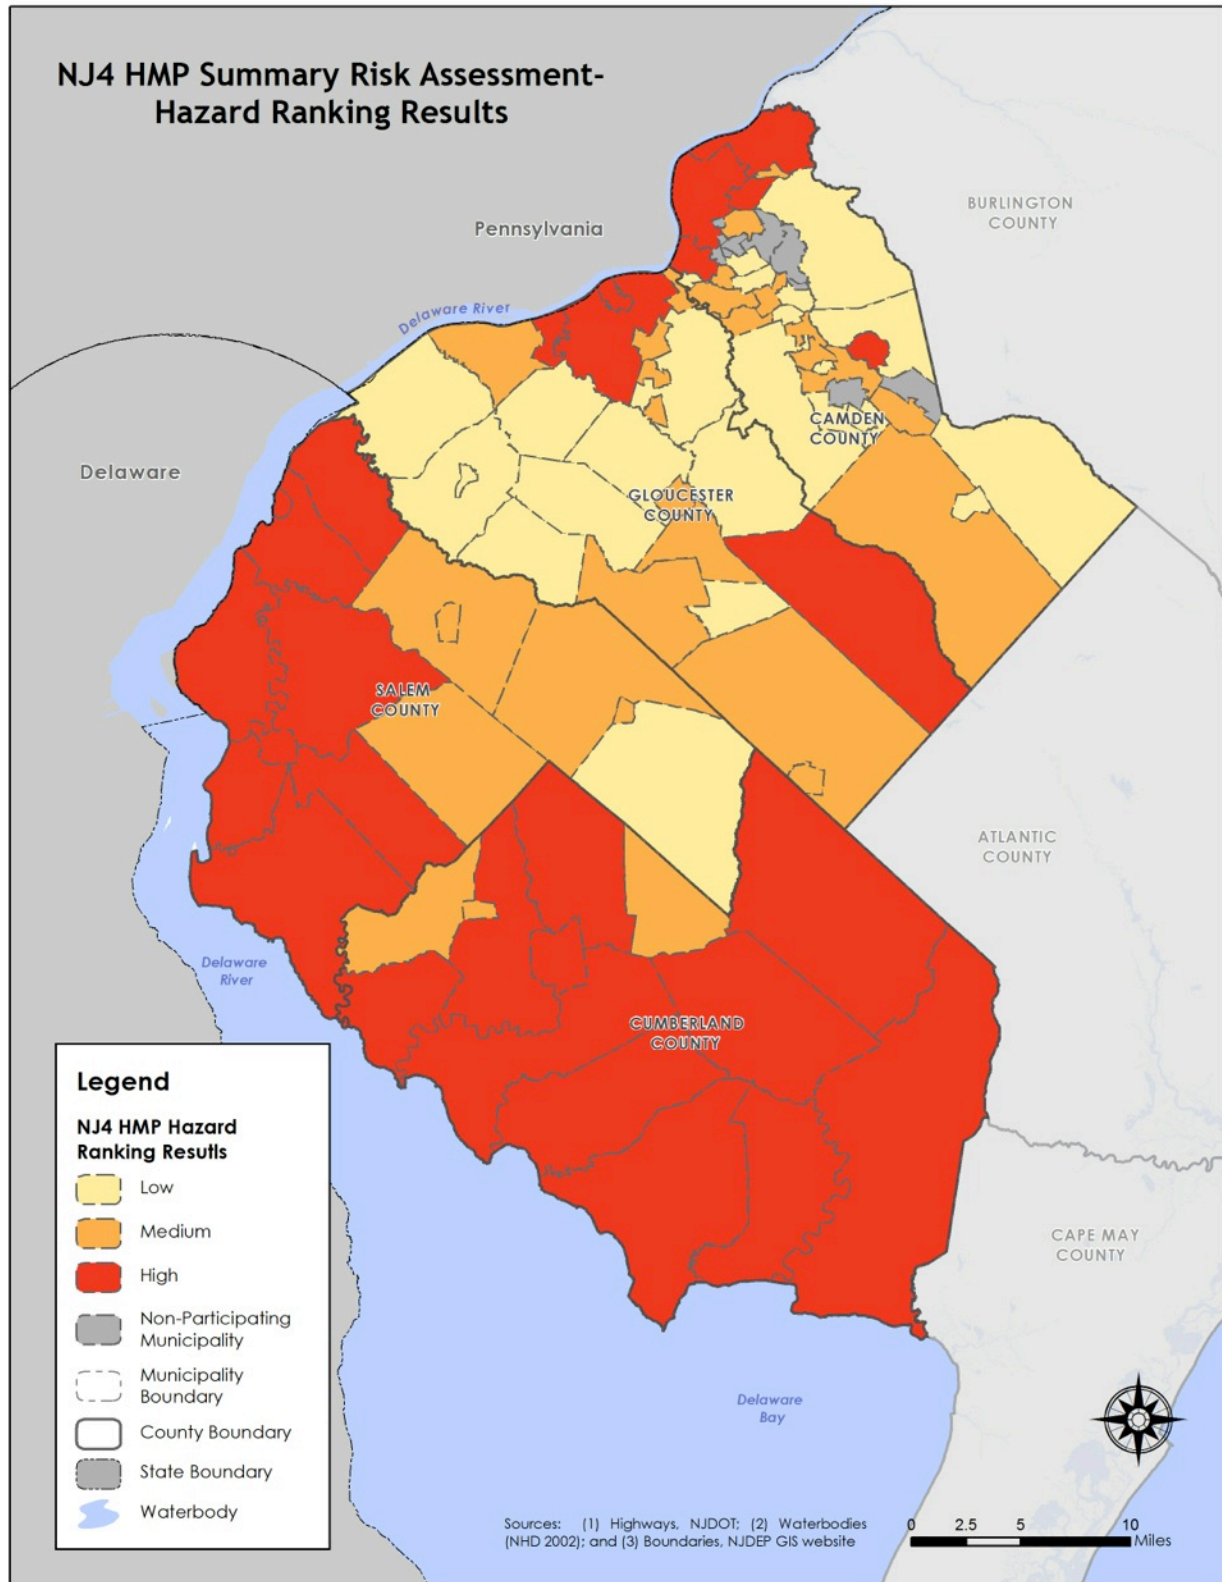 NJ4 HMP Summary Risk Assessment-
Hazard Ranking Results
BURLINGTON
COUNTY
Pennsylvania
Delaware River
CAMDEN
COUNTY
Delaware
GLOUCESTER
COUNTY
SALEM
COUNTY
ATLANTIC
COUNTY
Delaware
River
CUMBERLAND
COUNTY
CAPE MAY
COUNTY
Delaware
Bay
Legend
NJ4 HMP Hazard
Ranking Resutls
Low
Medium
High
Non-Participating
Municipality
Municipality
Boundary
County Boundary
State Boundary
Waterbody
Sources: (1) Highways, NJDOT; (2) Waterbodies
(NHD 2002); and (3) Boundaries, NJDEP GIS website
0 2.5 5 10
Miles